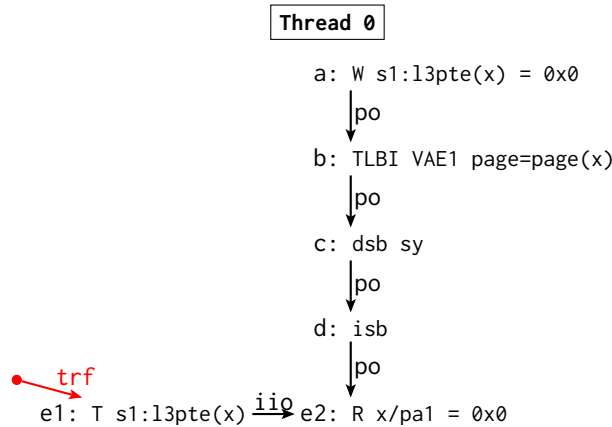 Thread 0
a: W s1:l3pte(x) = 0x0
po
b: TLBI VAE1 page=page(x)
po
c: dsb sy
po
d: isb
po
trf
e1: T s1:l3pte(x) iio e2: R x/pa1 = 0x0